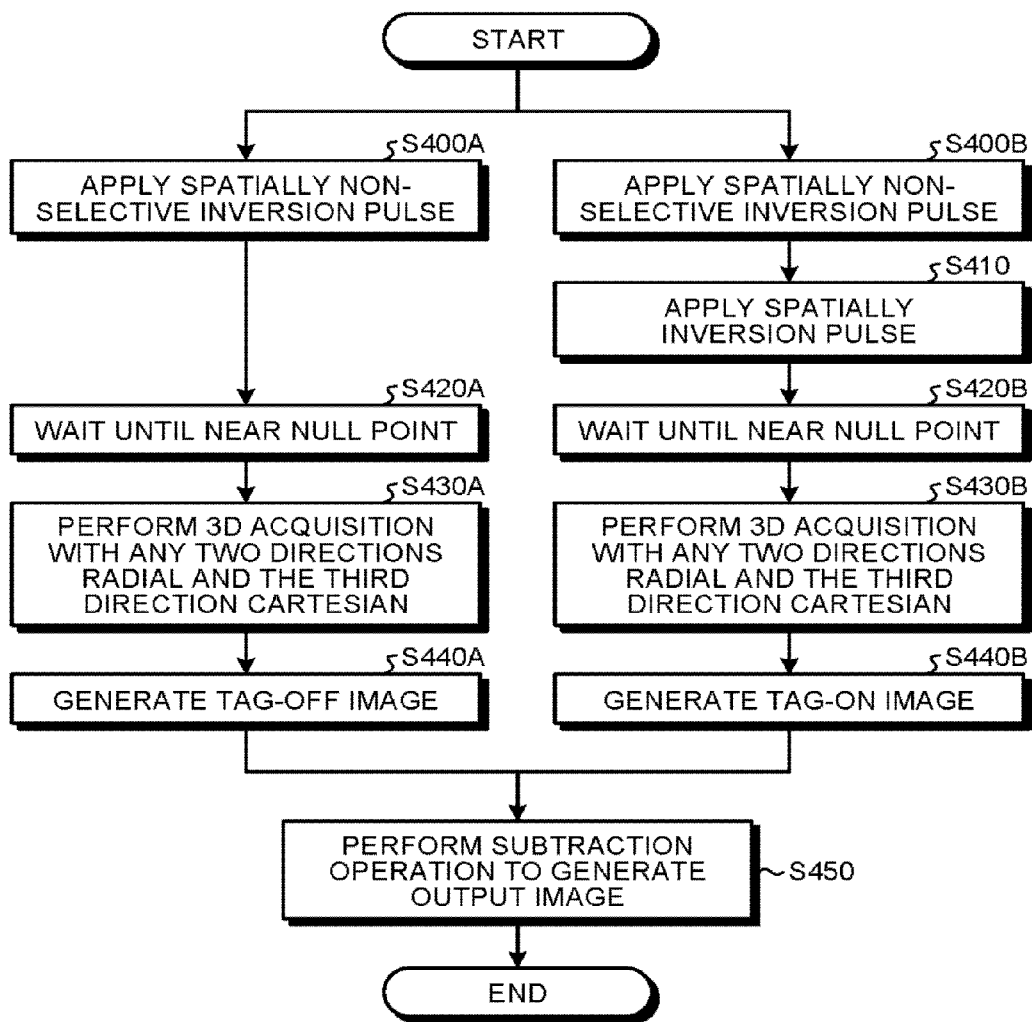 START
S400A
APPLY SPATIALLY NON-
SELECTIVE INVERSION PULSE
S400B
APPLY SPATIALLY NON-
SELECTIVE INVERSION PULSE
S410
APPLY SPATIALLY
INVERSION PULSE
S420A
WAIT UNTIL NEAR NULL POINT
S420B
WAIT UNTIL NEAR NULL POINT
S430A
PERFORM 3D ACQUISITION
WITH ANY TWO DIRECTIONS
RADIAL AND THE THIRD
DIRECTION CARTESIAN
S430B
PERFORM 3D ACQUISITION
WITH ANY TWO DIRECTIONS
RADIAL AND THE THIRD
DIRECTION CARTESIAN
S440A
GENERATE TAG-OFF IMAGE
S440B
GENERATE TAG-ON IMAGE
PERFORM SUBTRACTION
OPERATION TO GENERATE
OUTPUT IMAGE
S450
END